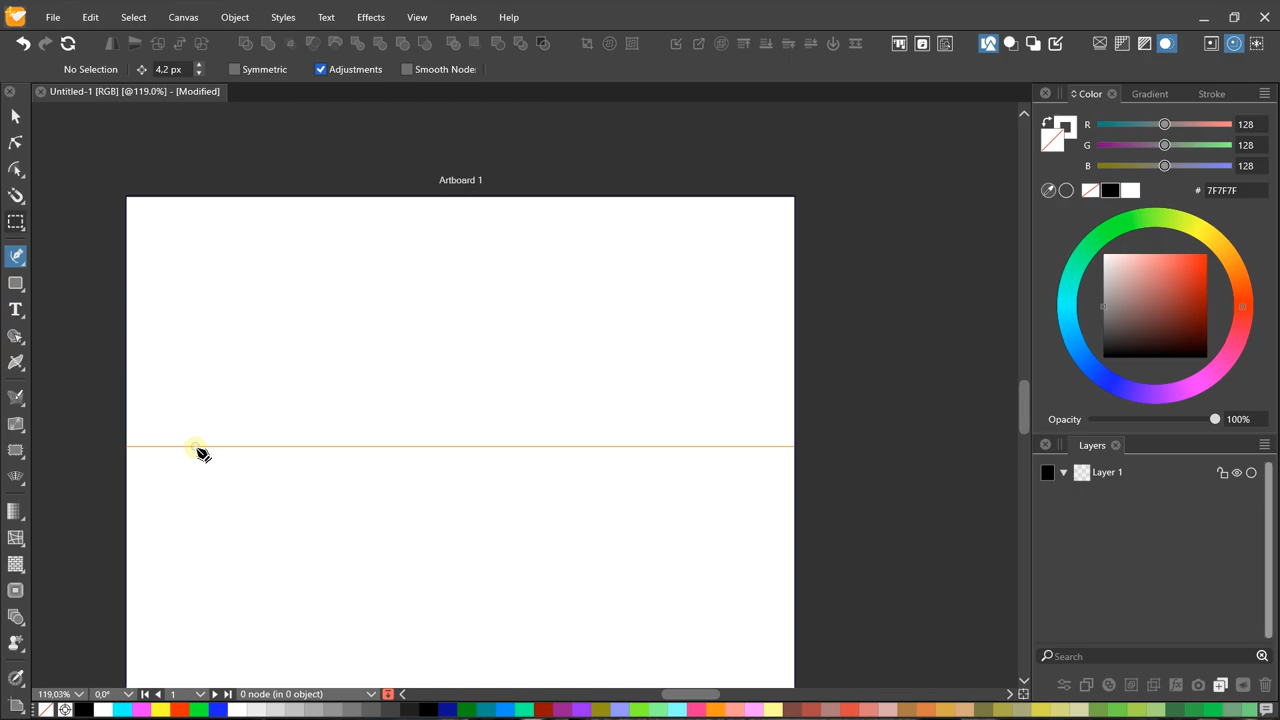 File Edit View Canvas Object Styles Text Effects View Panels Help
No Selection 4,2 px Symmetric Adjustments Smooth Node:
Untitled-1 [RGB] [@119.0%] - [Modified]
Color Gradient Stroke
R 128
G 128
B 128
# 7F7F7F
Artboard 1
Opacity 100%
Layers
Layer 1
Search
119,03% 0,0° 1 0 node (in 0 object)